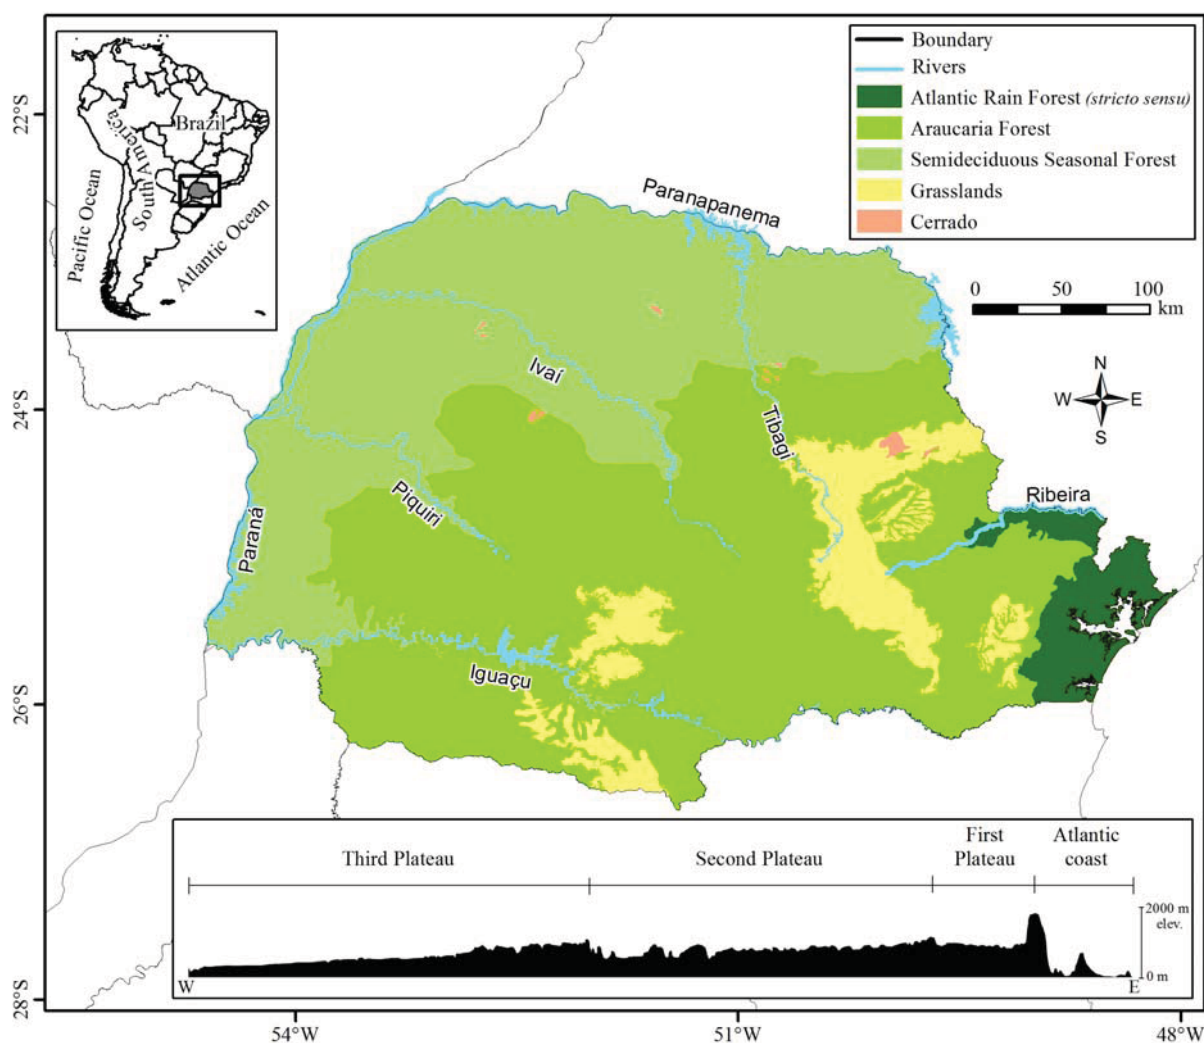 Boundary
Rivers
Atlantic Rain Forest (stricto sensu)
Araucaria Forest
Semideciduous Seasonal Forest
Grasslands
Cerrado
Brazil
South America
Pacific Ocean
Atlantic Ocean
22°S
24°S
26°S
28°S
Paranapanema
0 50 100
km
N
W E
S
Ivaí
Tibagi
Piquiri
Paraná
Ribeira
Iguaçu
Third Plateau
Second Plateau
First
Plateau
Atlantic
coast
2000 m
elev.
0 m
W
E
54°W
51°W
48°W